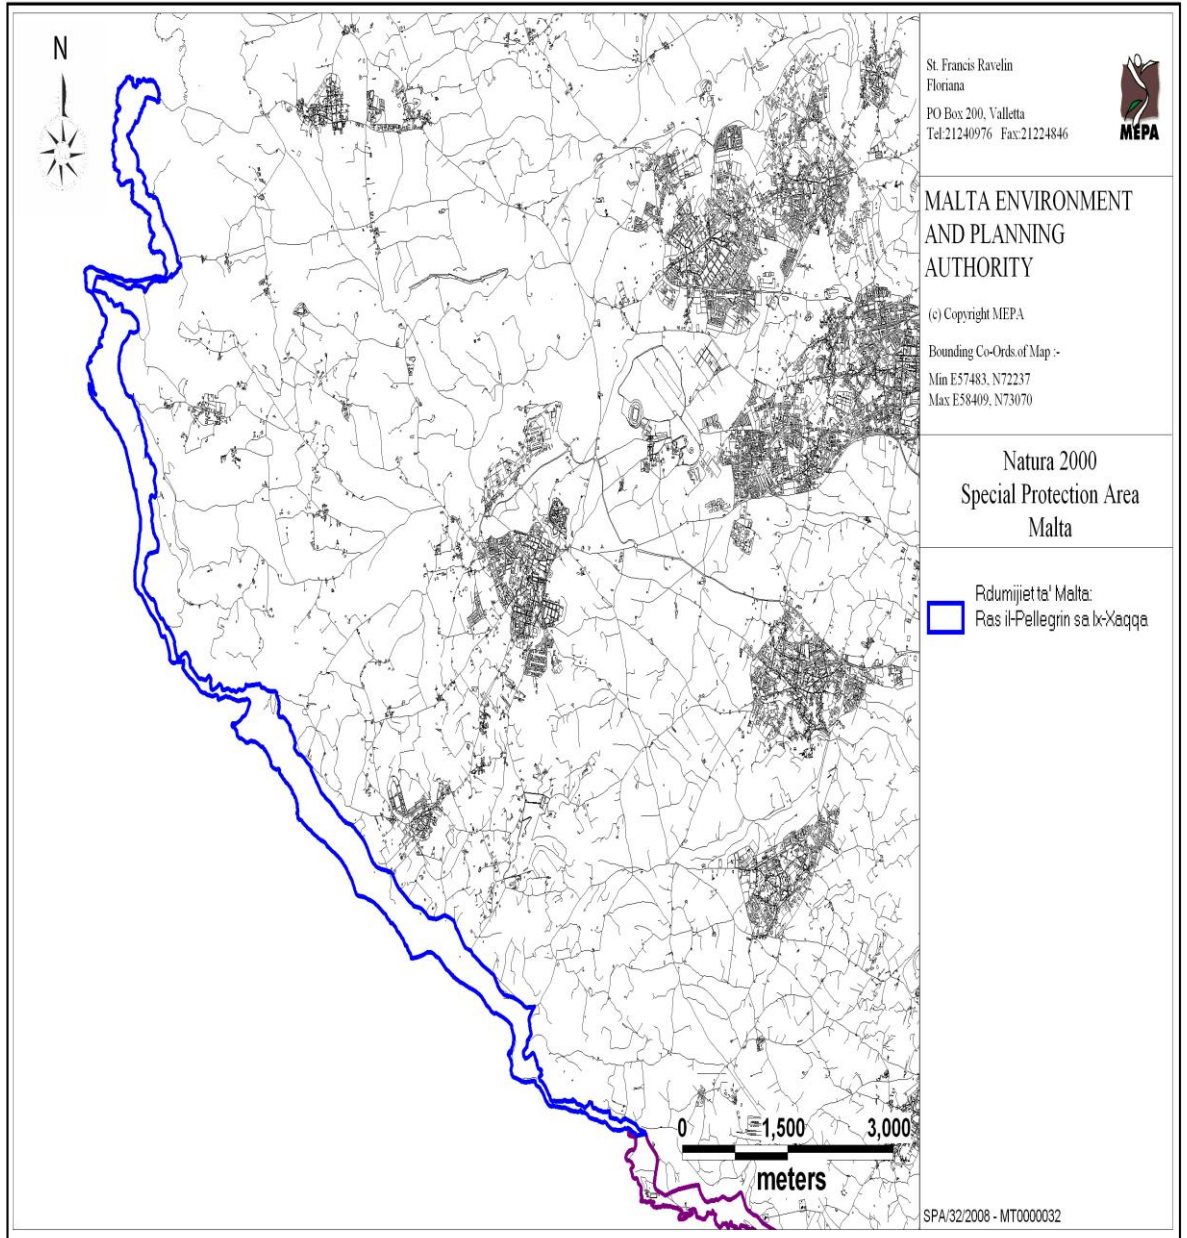 N
St. Francis Ravelin
Floriana
PO Box 200, Valletta
Tel:21240976 Fax:21224846
MEPA
MALTA ENVIRONMENT
AND PLANNING
AUTHORITY
(c) Copyright MEPA
Bounding Co-Ords.of Map :-
Min E57483, N72237
Max E58409, N73070
Natura 2000
Special Protection Area
Malta
Rdumijiet ta' Malta:
Ras il-Pellegrin sa Ix-Xaqqa
0 1,500 3,000
meters
SPA/32/2008 - MT0000032